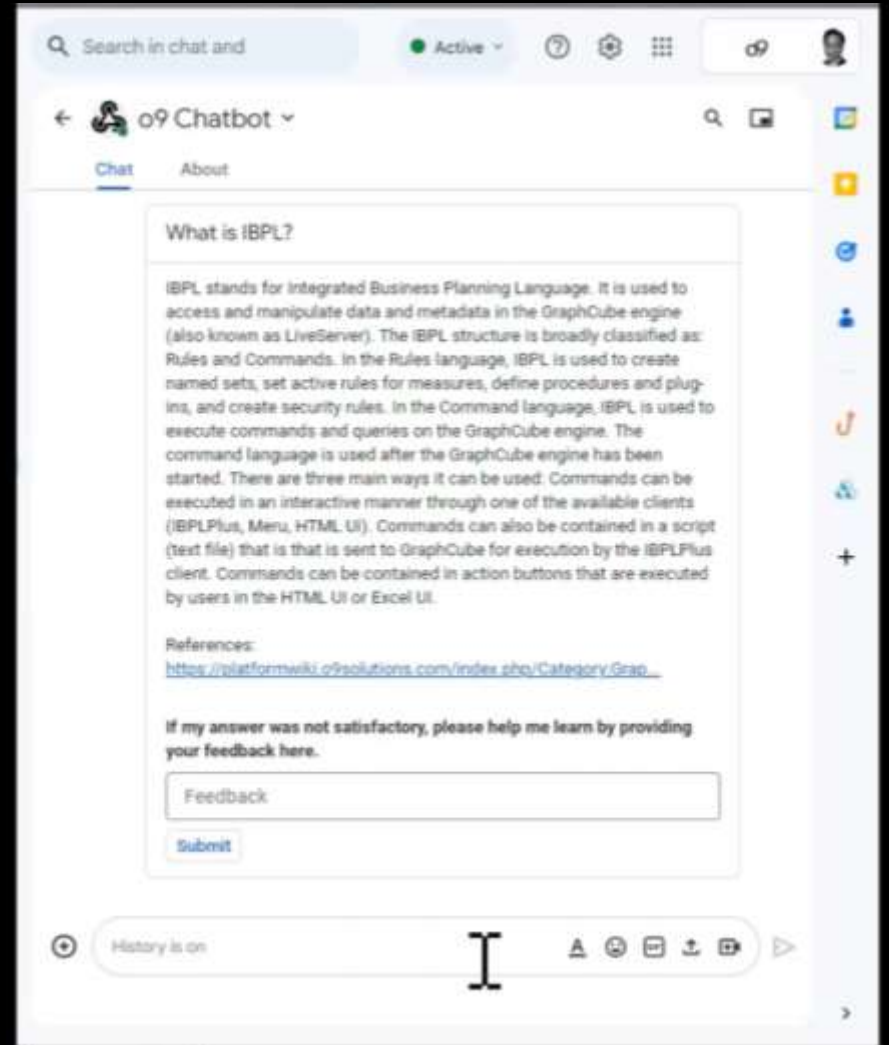 Search in chat and
Active
o9
o9 Chatbot
Chat About
What is IBPL?
IBPL stands for Integrated Business Planning Language. It is used to
access and manipulate data and metadata in the GraphCube engine
(also known as LiveServer). The IBPL structure is broadly classified as:
Rules and Commands. In the Rules language, IBPL is used to create
named sets, set active rules for measures, define procedures and plug-
ins, and create security rules. In the Command language, IBPL is used to
execute commands and queries on the GraphCube engine. The
command language is used after the GraphCube engine has been
started. There are three main ways it can be used: Commands can be
executed in an interactive manner through one of the available clients
(IBPLPlus, Meru, HTML UI). Commands can also be contained in a script
(text file) that is that is sent to GraphCube for execution by the IBPLPlus
client. Commands can be contained in action buttons that are executed
by users in the HTML UI or Excel UI.
References:
https://platformwiki.o9solutions.com/index.php/Category:Grap...
If my answer was not satisfactory, please help me learn by providing
your feedback here.
Feedback
Submit
History is on
GIF